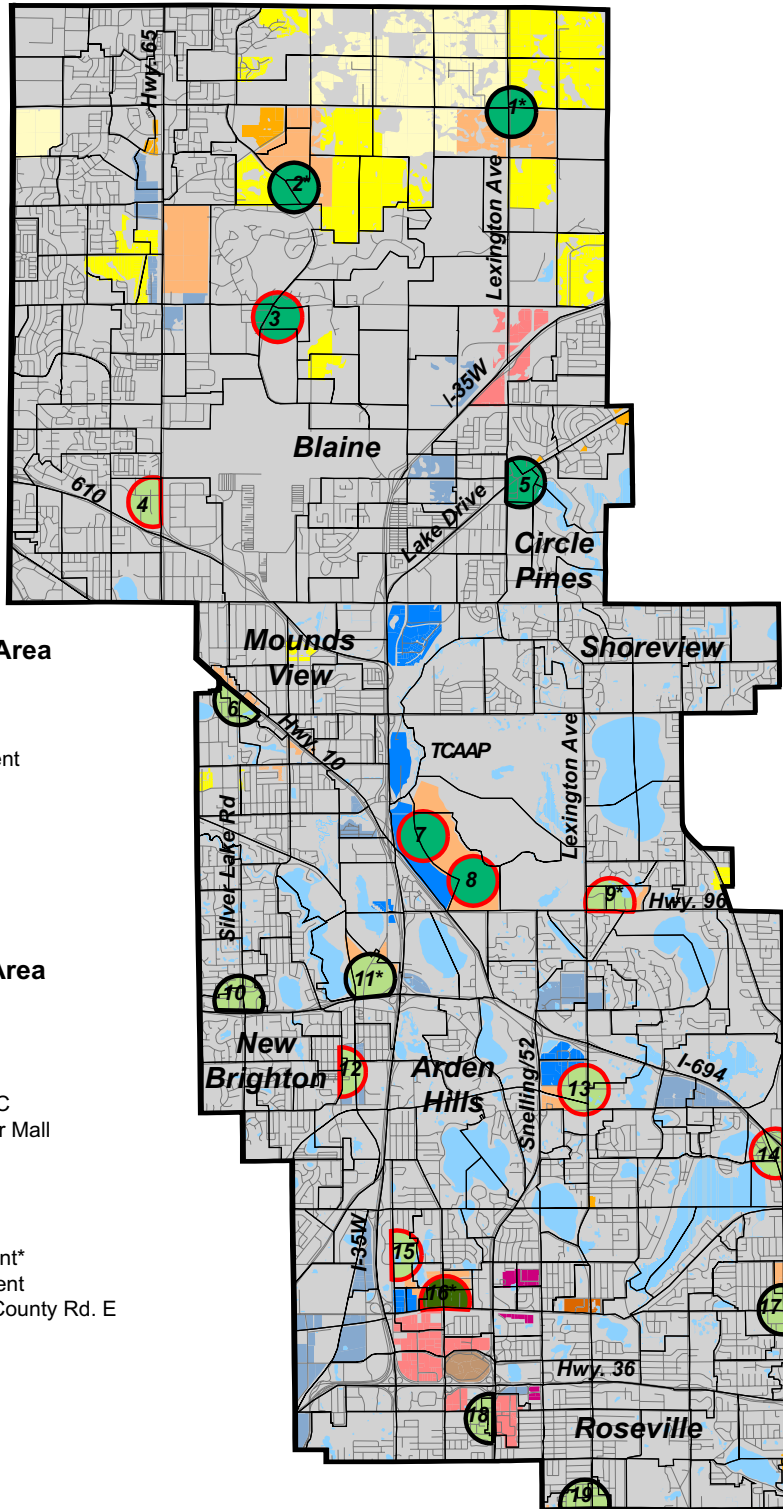 Hwy. 65
1*
2*
Lexington Ave
3
I-35W
Blaine
610
4
5
Lake Drive
Circle
Pines
Area
Mounds
View
Shoreview
6
ent
Hwy. 10
TCAAP
Lexington Ave
Silver Lake Rd
7
8
9*
Hwy. 96
Area
11*
10
New
Brighton
12
Arden
Hills
Snelling/52
13
I-694
C
r Mall
14
I-35W
15
nt*
ent
County Rd. E
16*
17
Hwy. 36
18
Roseville
19